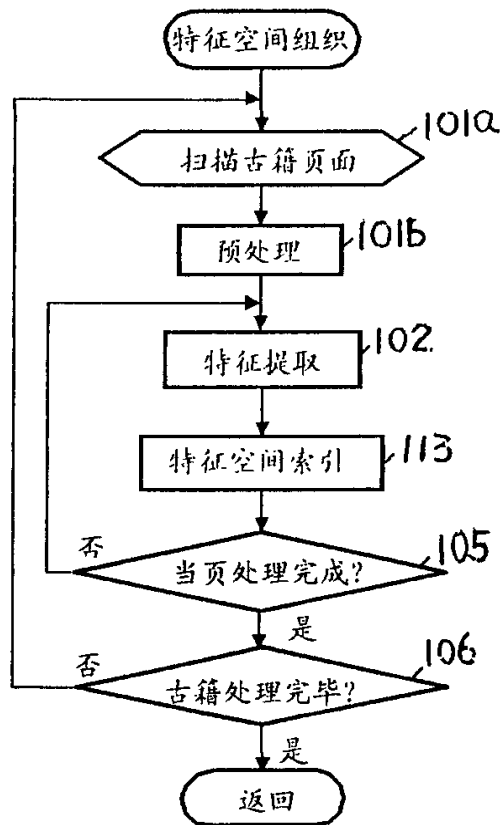 特征空间组织
101a
扫描古籍页面
101b
预处理
102
特征提取
113
特征空间索引
105
否
当页处理完成?
是
106
否
古籍处理完毕?
是
返回